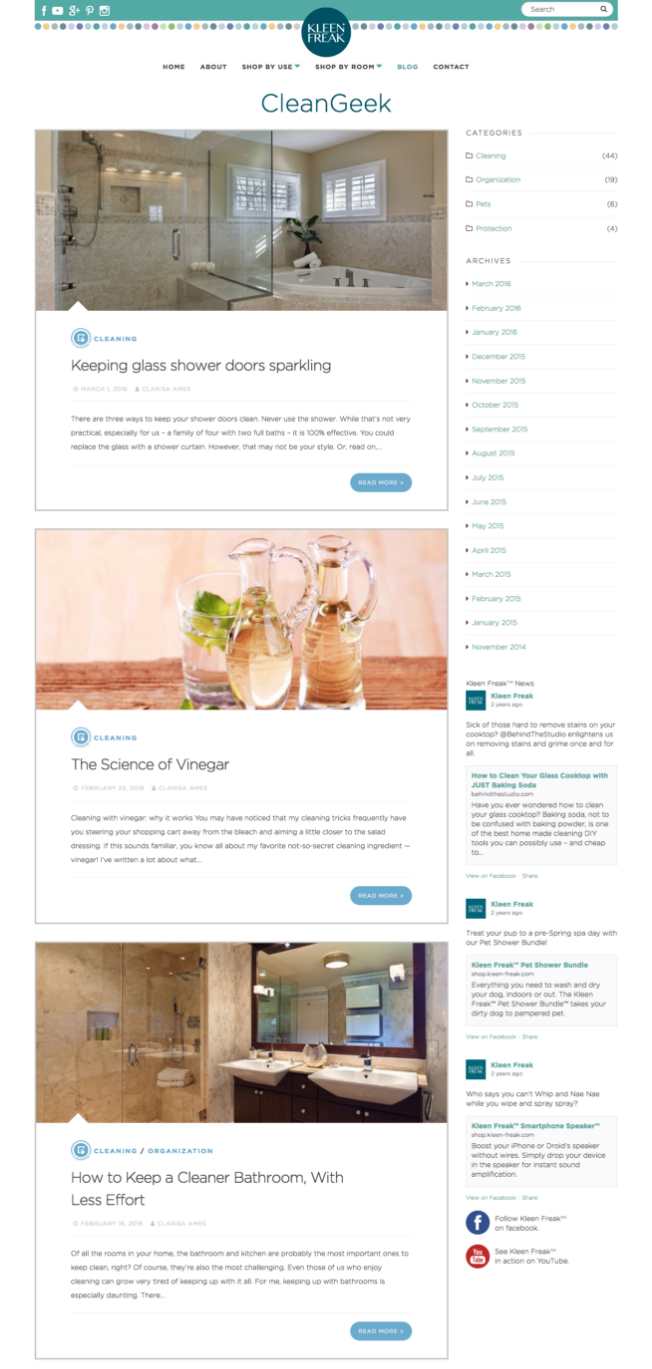 Search
KLEEN
FREAK
HOME ABOUT SHOP BY USE SHOP BY ROOM BLOG CONTACT
CleanGeek
CLEANING
Keeping glass shower doors sparkling
MARCH 1, 2016 CLARISA AMES
There are three ways to keep your shower doors clean. Never use the shower. While that's not very
practical, especially for us – a family of four with two full baths – it is 100% effective. You could
replace the glass with a shower curtain. However, that may not be your style. Or, read on,...
READ MORE »
CLEANING
The Science of Vinegar
FEBRUARY 23, 2016 CLARISA AMES
Cleaning with vinegar: why it works You may have noticed that my cleaning tricks frequently have
you steering your shopping cart away from the bleach and aiming a little closer to the salad
dressing. If this sounds familiar, you know all about my favorite not-so-secret cleaning ingredient —
vinegar! I've written a lot about what...
READ MORE »
CLEANING / ORGANIZATION
How to Keep a Cleaner Bathroom, With
Less Effort
FEBRUARY 16, 2016 CLARISA AMES
Of all the rooms in your home, the bathroom and kitchen are probably the most important ones to
keep clean, right? Of course, they're also the most challenging. Even those of us who enjoy
cleaning can grow very tired of keeping up with it all. For me, keeping up with bathrooms is
especially daunting. There...
READ MORE »
CATEGORIES
Cleaning (44)
Organization (19)
Pets (6)
Protection (4)
ARCHIVES
March 2016
February 2016
January 2016
December 2015
November 2015
October 2015
September 2015
August 2015
July 2015
June 2015
May 2015
April 2015
March 2015
February 2015
January 2015
November 2014
Kleen Freak™ News
KLEEN
FREAK
Kleen Freak
2 years ago
Sick of those hard to remove stains on your
cooktop? @BehindTheStudio enlightens us
on removing stains and grime once and for
all.
How to Clean Your Glass Cooktop with
JUST Baking Soda
behindthestudio.com
Have you ever wondered how to clean
your glass cooktop? Baking soda, not to
be confused with baking powder, is one
of the best home made cleaning DIY
tools you can possibly use – and cheap
to...
View on Facebook · Share
KLEEN
FREAK
Kleen Freak
2 years ago
Treat your pup to a pre-Spring spa day with
our Pet Shower Bundle!
Kleen Freak™ Pet Shower Bundle
shop.kleen-freak.com
Everything you need to wash and dry
your dog, indoors or out. The Kleen
Freak™ Pet Shower Bundle™ takes your
dirty dog to pampered pet.
View on Facebook · Share
KLEEN
FREAK
Kleen Freak
2 years ago
Who says you can't Whip and Nae Nae
while you wipe and spray spray?
Kleen Freak™ Smartphone Speaker™
shop.kleen-freak.com
Boost your iPhone or Droid's speaker
without wires. Simply drop your device
in the speaker for instant sound
amplification.
View on Facebook · Share
Follow Kleen Freak™
on facebook.
You
Tube
See Kleen Freak™
in action on YouTube.